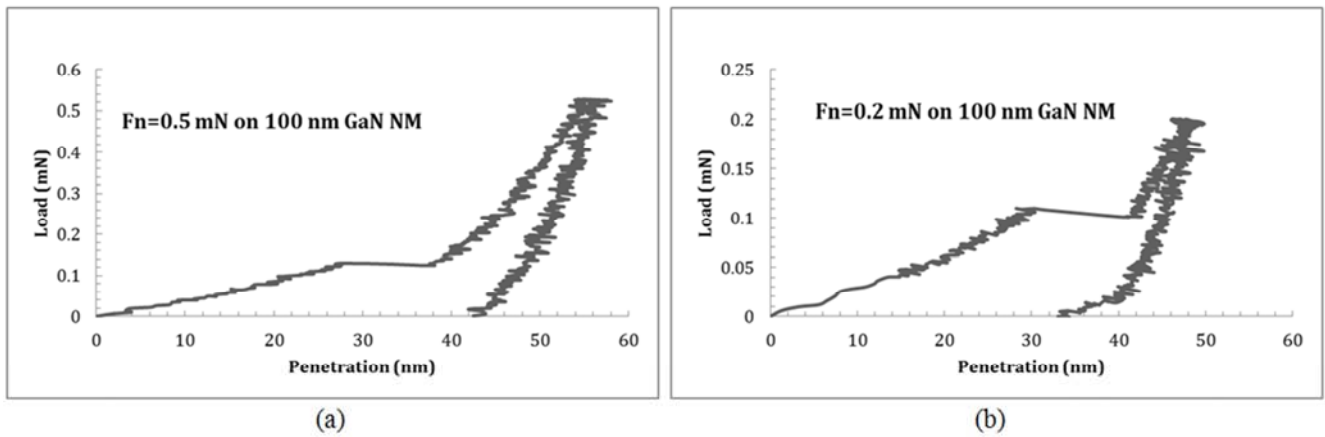 0.6
0.5
0.4
0.3
0.2
0.1
0
Load (mN)
Fn=0.5 mN on 100 nm GaN NM
0 10 20 30 40 50 60
Penetration (nm)
(a)
0.25
0.2
0.15
0.1
0.05
0
Load (mN)
Fn=0.2 mN on 100 nm GaN NM
0 10 20 30 40 50 60
Penetration (nm)
(b)